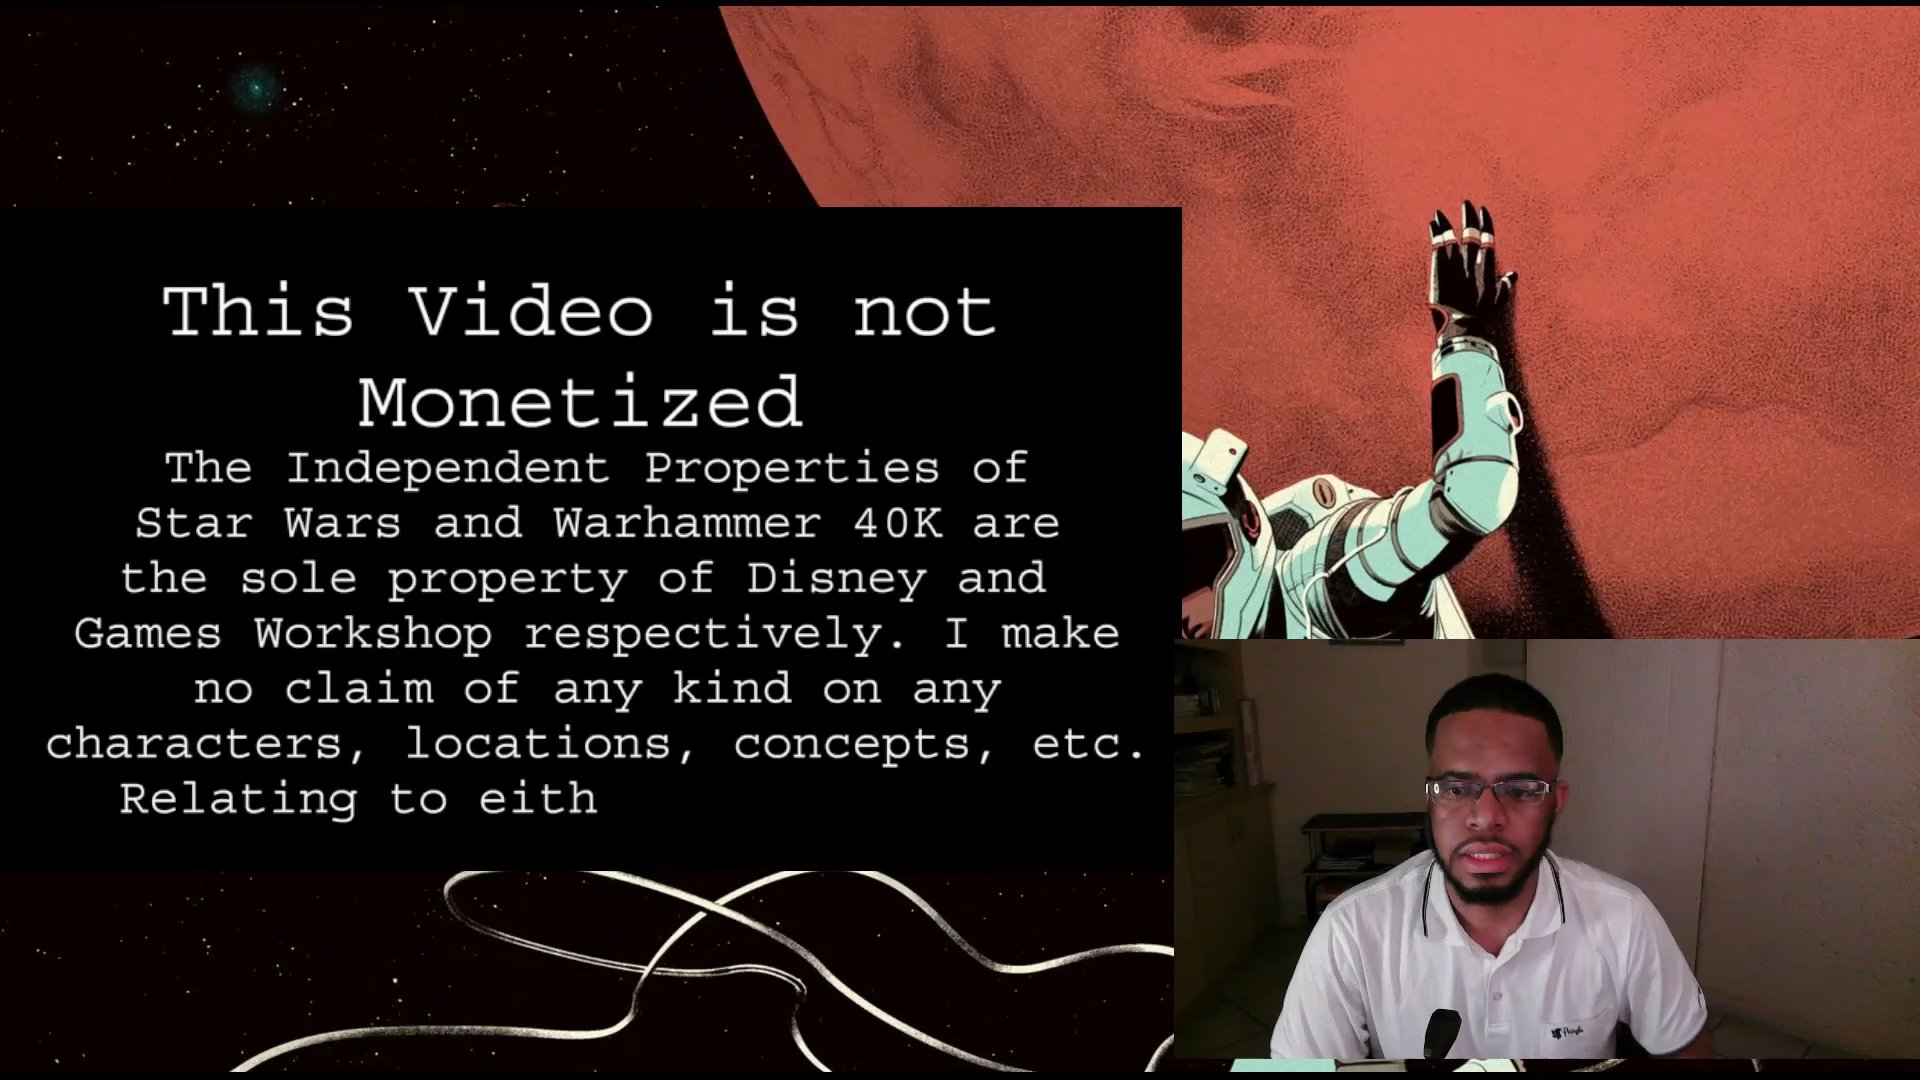 This Video is not
Monetized
The Independent Properties of
Star Wars and Warhammer 40K are
the sole property of Disney and
Games Workshop respectively. I make
no claim of any kind on any
characters, locations, concepts, etc.
Relating to eith
Pringle